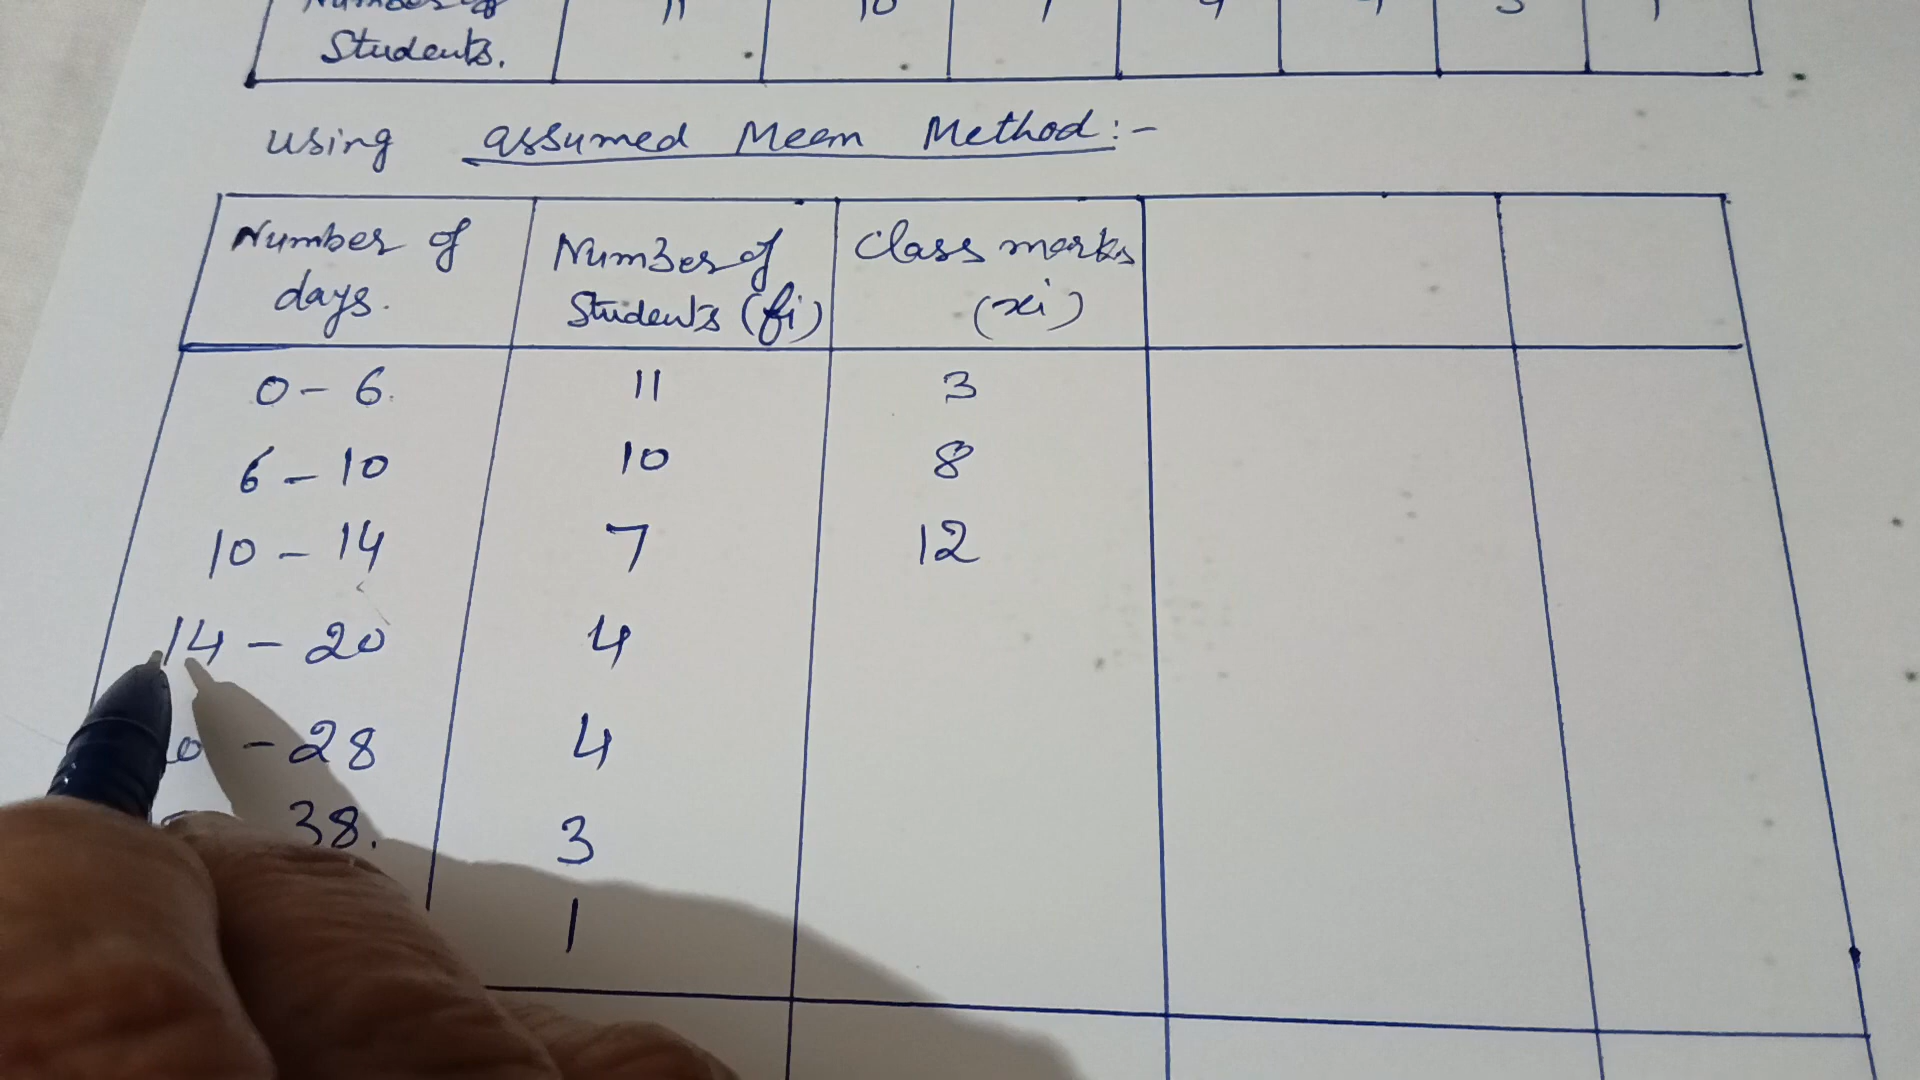 Students.
using assumed Mean Method:-
Number of days. Number of Students (fi) Class marks (xi)
0 - 6. 11 3
6 - 10 10 8
10 - 14 7 12
14 - 20 4
- 28 4
38. 3
1